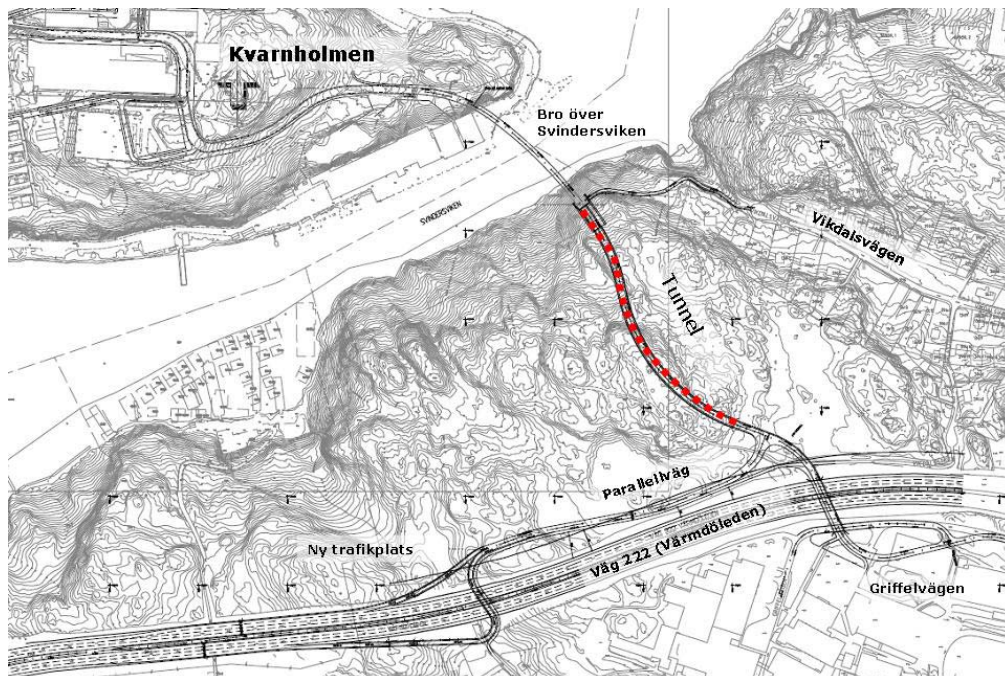 Kvarnholmen
Bro över
Svindersviken
SVINDERSVIKEN
Vikdalsvägen
Tunnel
Parallellväg
Ny trafikplats
Väg 222 (Värmdöleden)
Griffelvägen